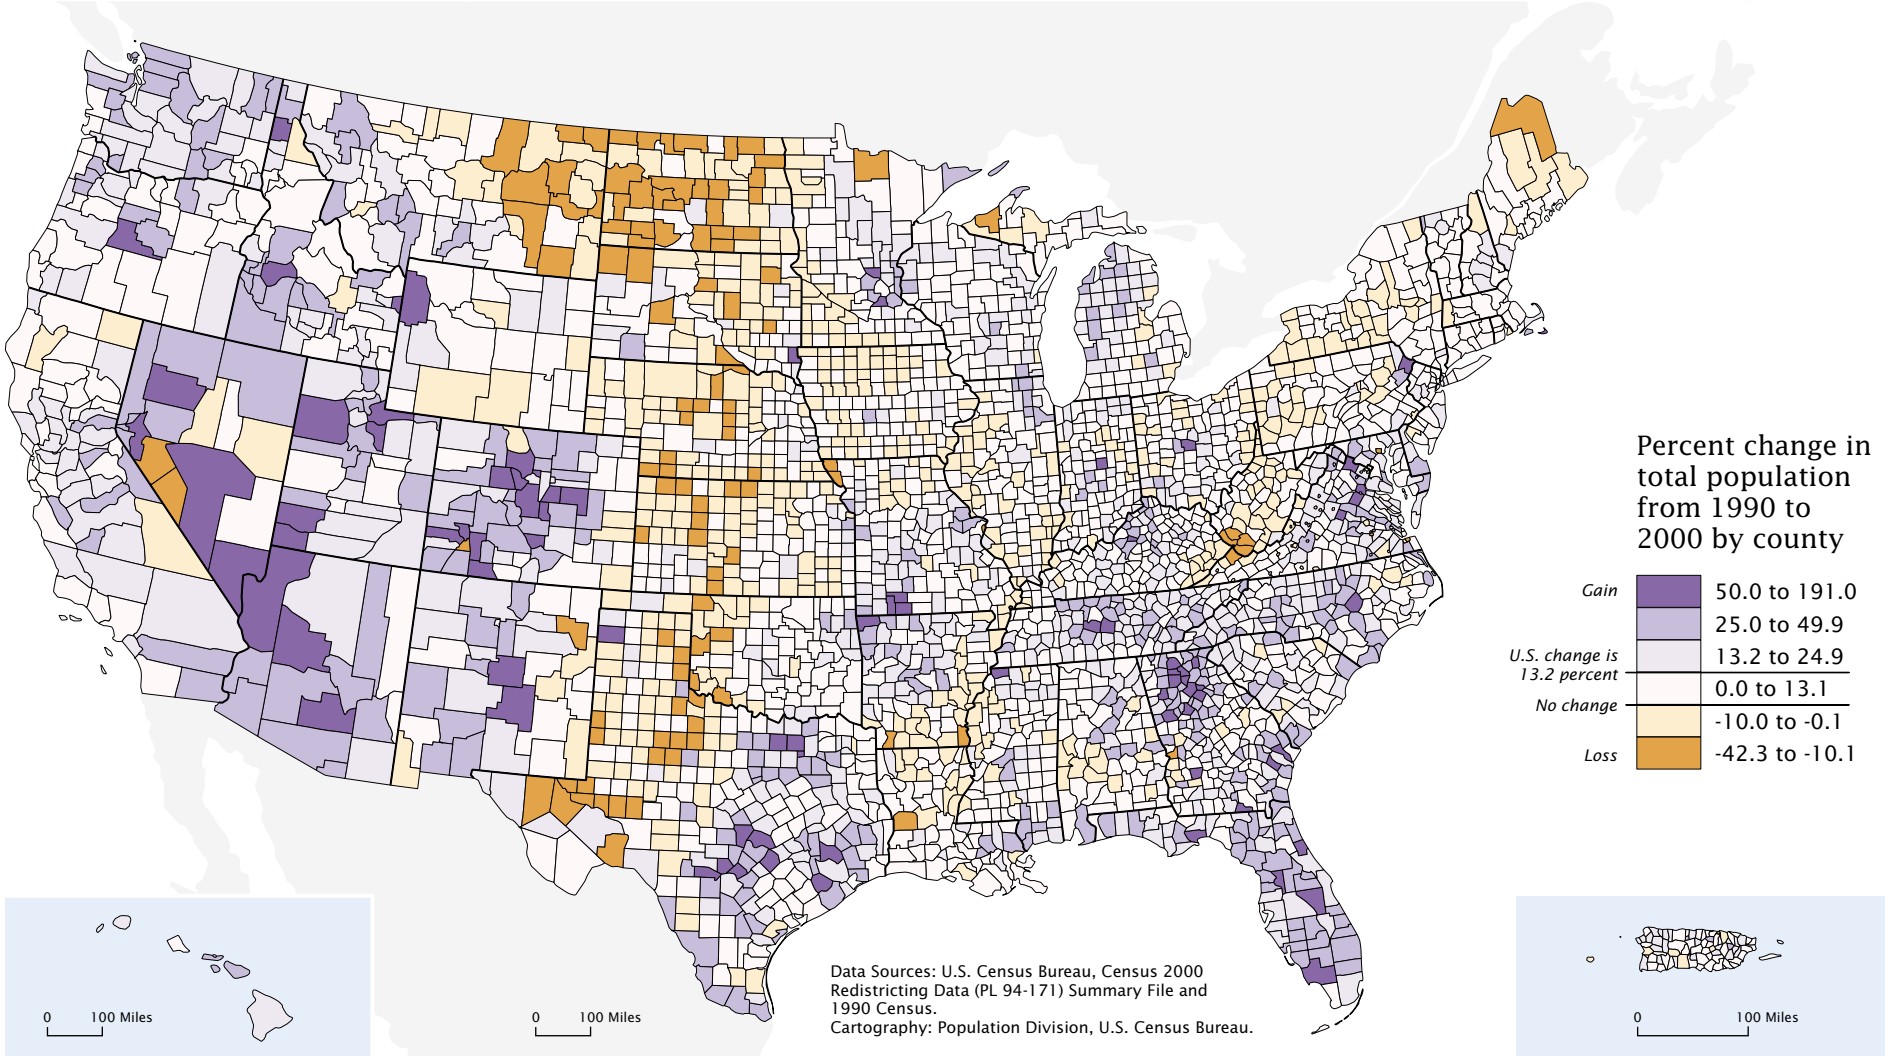 Percent change in
total population
from 1990 to
2000 by county
Gain
50.0 to 191.0
25.0 to 49.9
U.S. change is
13.2 percent
13.2 to 24.9
0.0 to 13.1
No change
-10.0 to -0.1
Loss
-42.3 to -10.1
Data Sources: U.S. Census Bureau, Census 2000
Redistricting Data (PL 94-171) Summary File and
1990 Census.
Cartography: Population Division, U.S. Census Bureau.
0 100 Miles
0 100 Miles
0 100 Miles